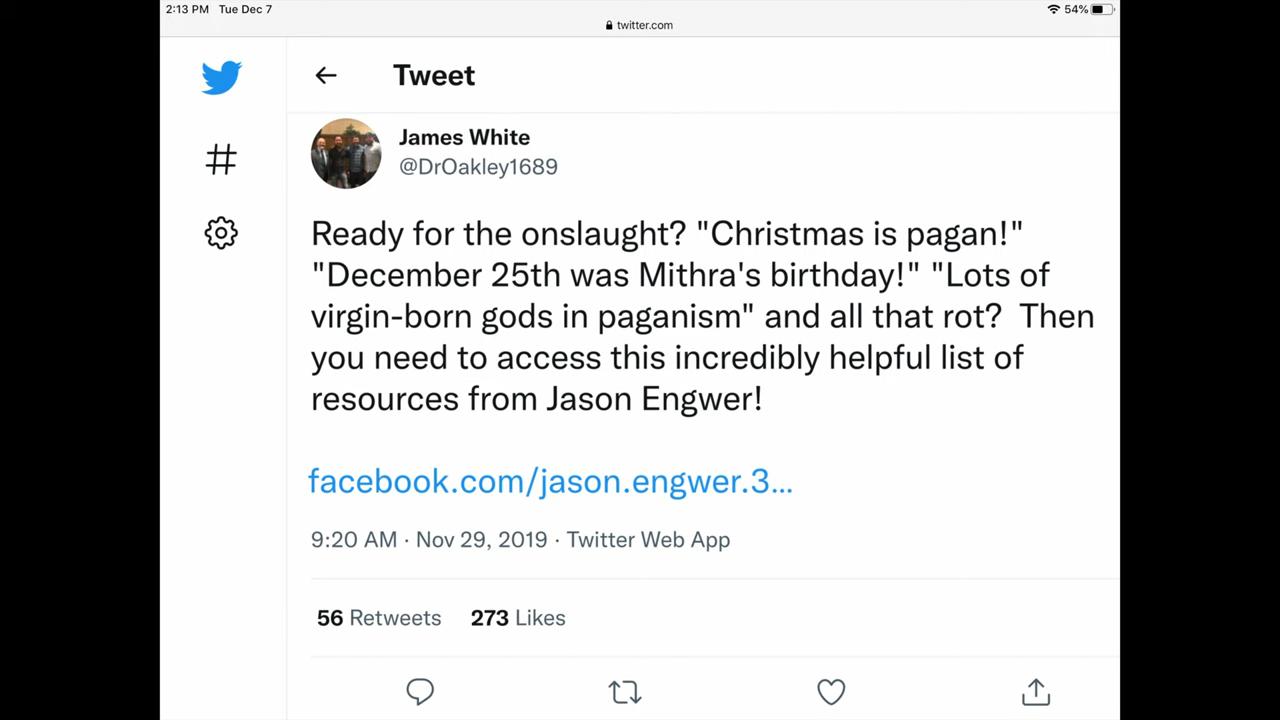 2:13 PM Tue Dec 7 54%
twitter.com
Tweet
James White
@DrOakley1689
Ready for the onslaught? "Christmas is pagan!"
"December 25th was Mithra's birthday!" "Lots of
virgin-born gods in paganism" and all that rot? Then
you need to access this incredibly helpful list of
resources from Jason Engwer!
facebook.com/jason.engwer.3...
9:20 AM · Nov 29, 2019 · Twitter Web App
56 Retweets 273 Likes